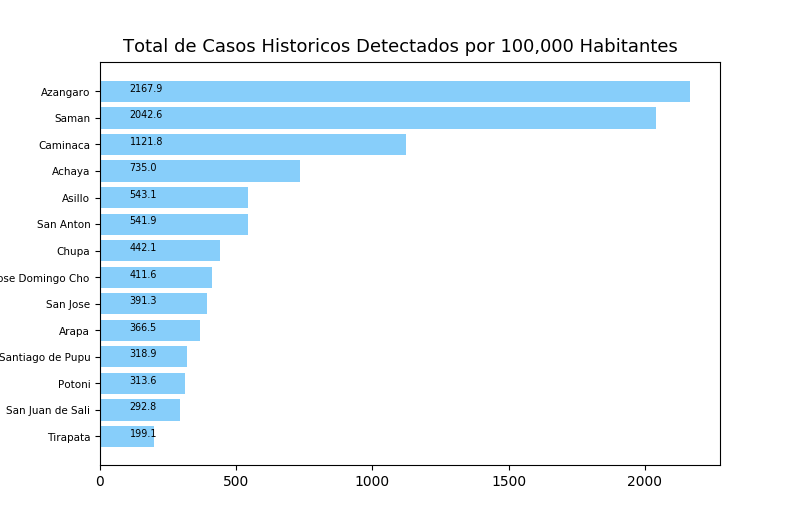 Total de Casos Historicos Detectados por 100,000 Habitantes
Azangaro 2167.9
Saman 2042.6
Caminaca 1121.8
Achaya 735.0
Asillo 543.1
San Anton 541.9
Chupa 442.1
ose Domingo Cho 411.6
San Jose 391.3
Arapa 366.5
Santiago de Pupu 318.9
Potoni 313.6
San Juan de Sali 292.8
Tirapata 199.1
0 500 1000 1500 2000